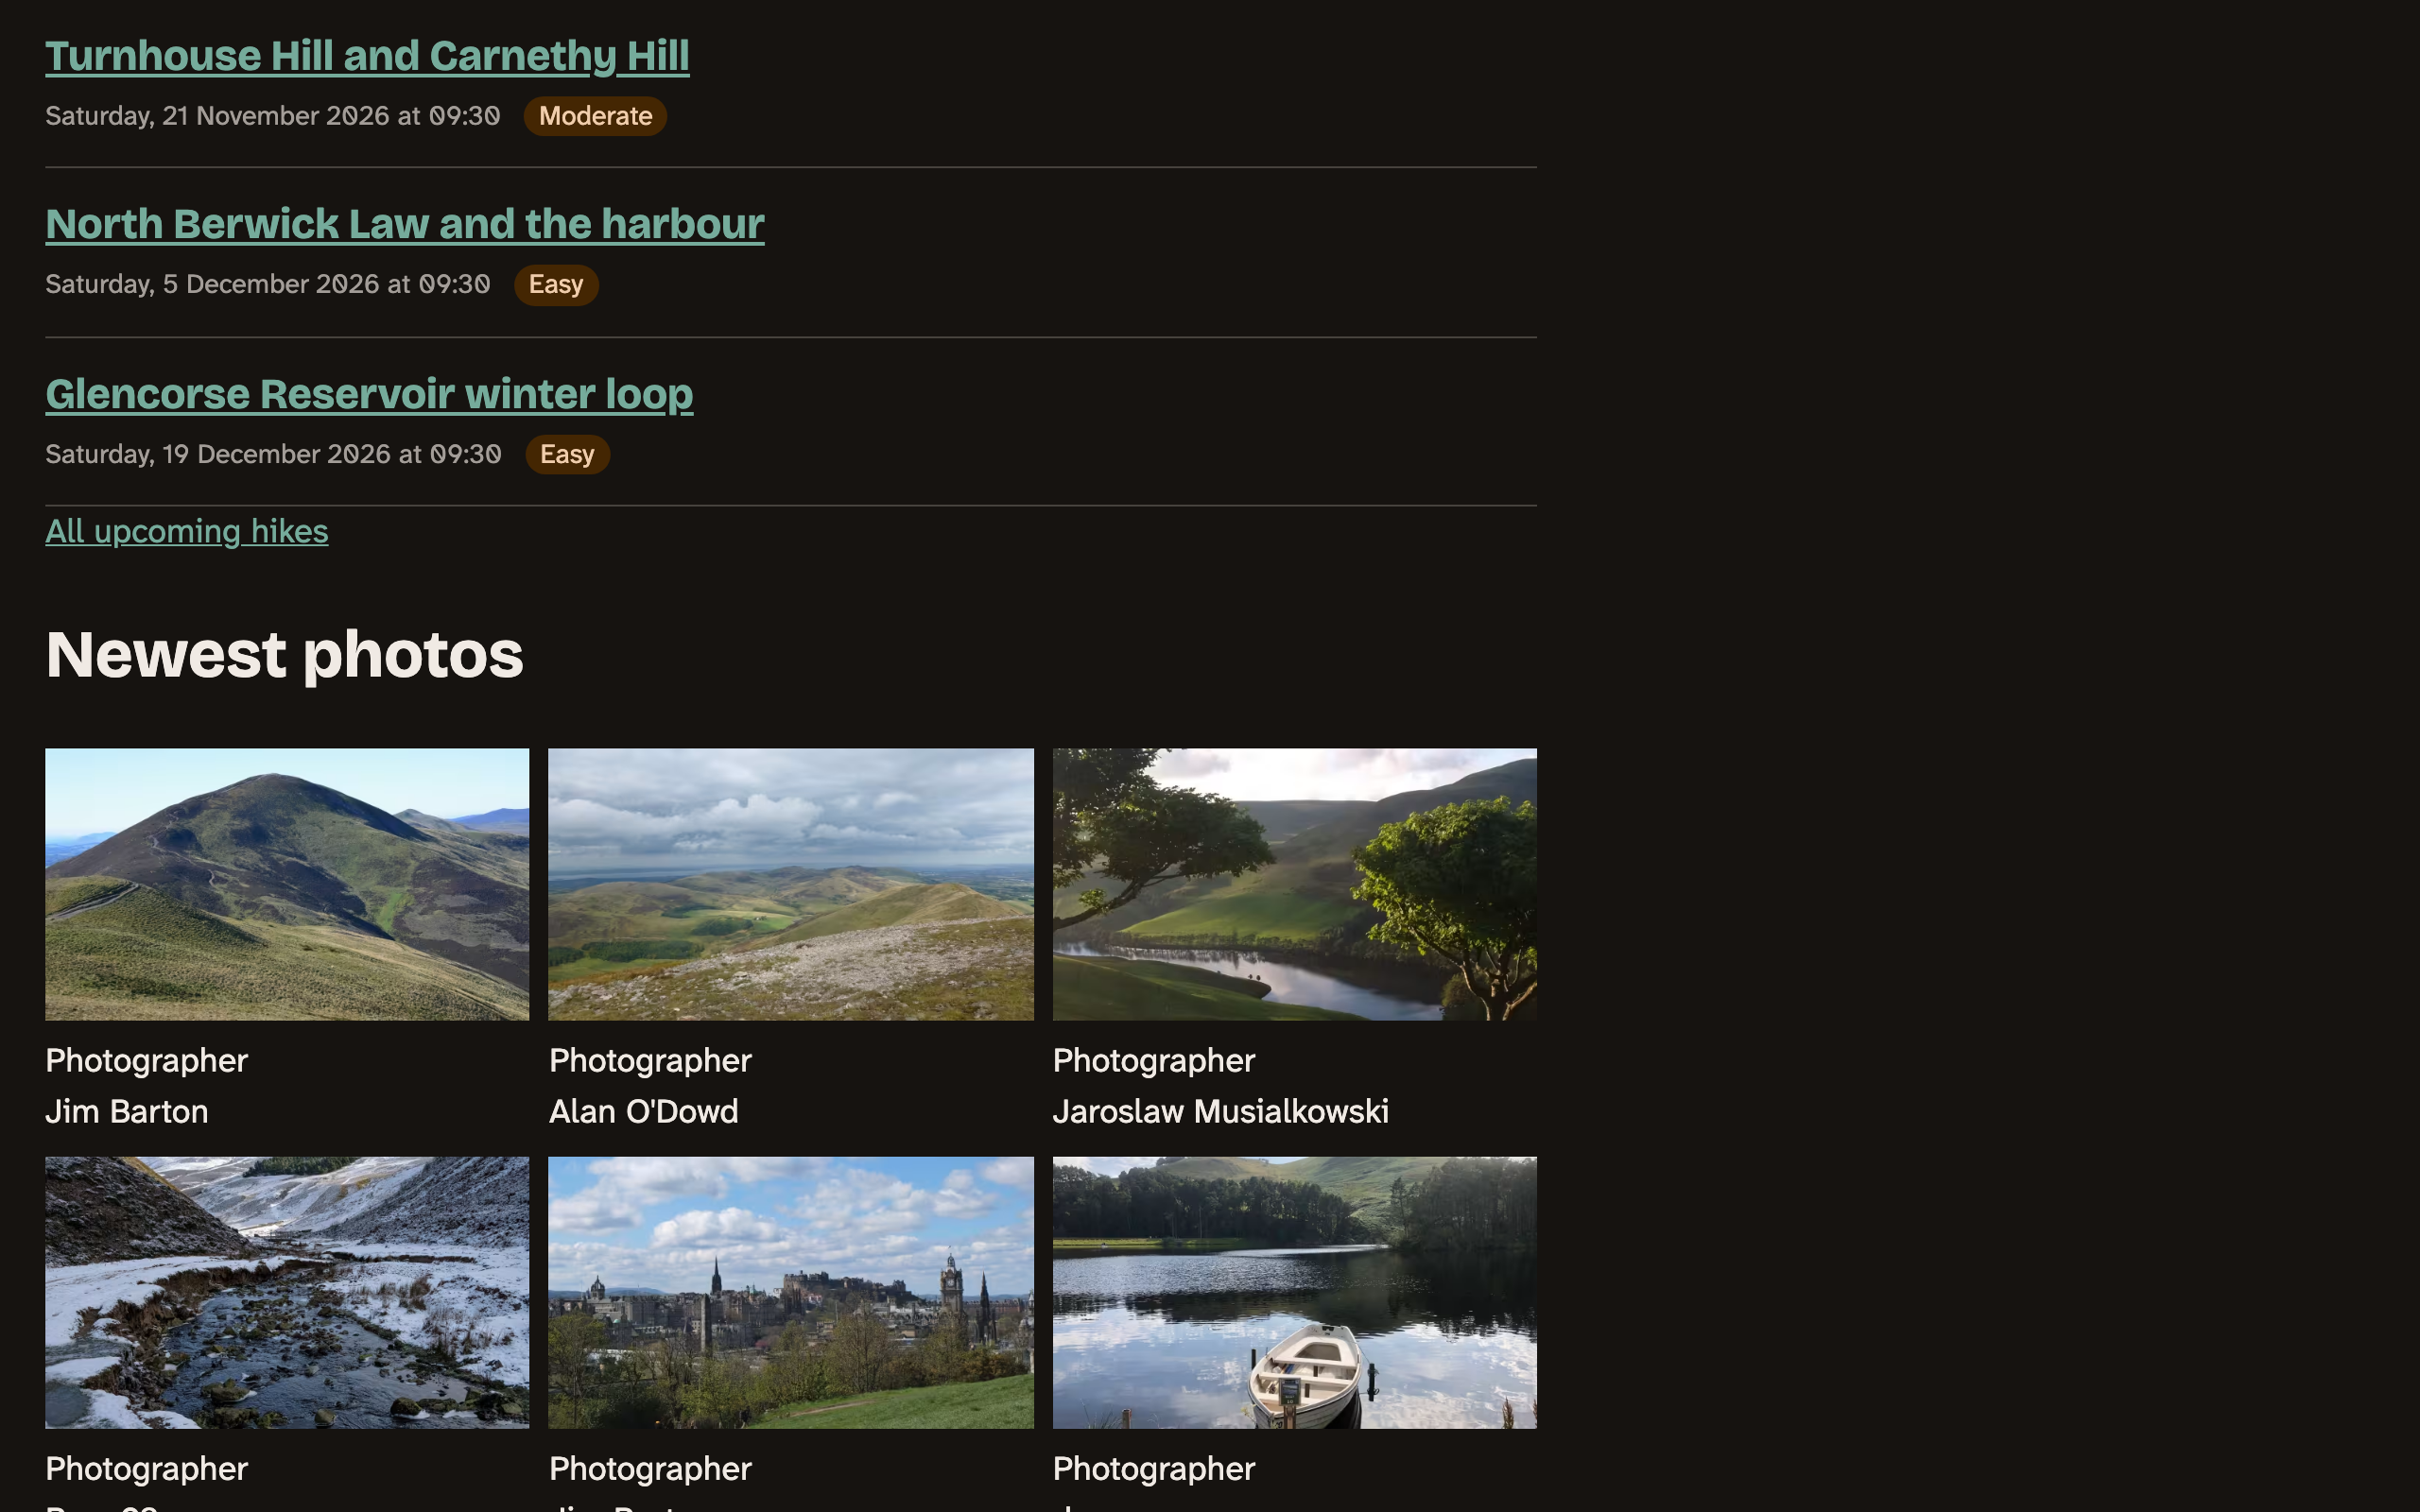 Turnhouse Hill and Carnethy Hill
Saturday, 21 November 2026 at 09:30 Moderate
North Berwick Law and the harbour
Saturday, 5 December 2026 at 09:30 Easy
Glencorse Reservoir winter loop
Saturday, 19 December 2026 at 09:30 Easy
All upcoming hikes
Newest photos
Photographer Photographer Photographer
Jim Barton Alan O'Dowd Jaroslaw Musialkowski
Photographer Photographer Photographer